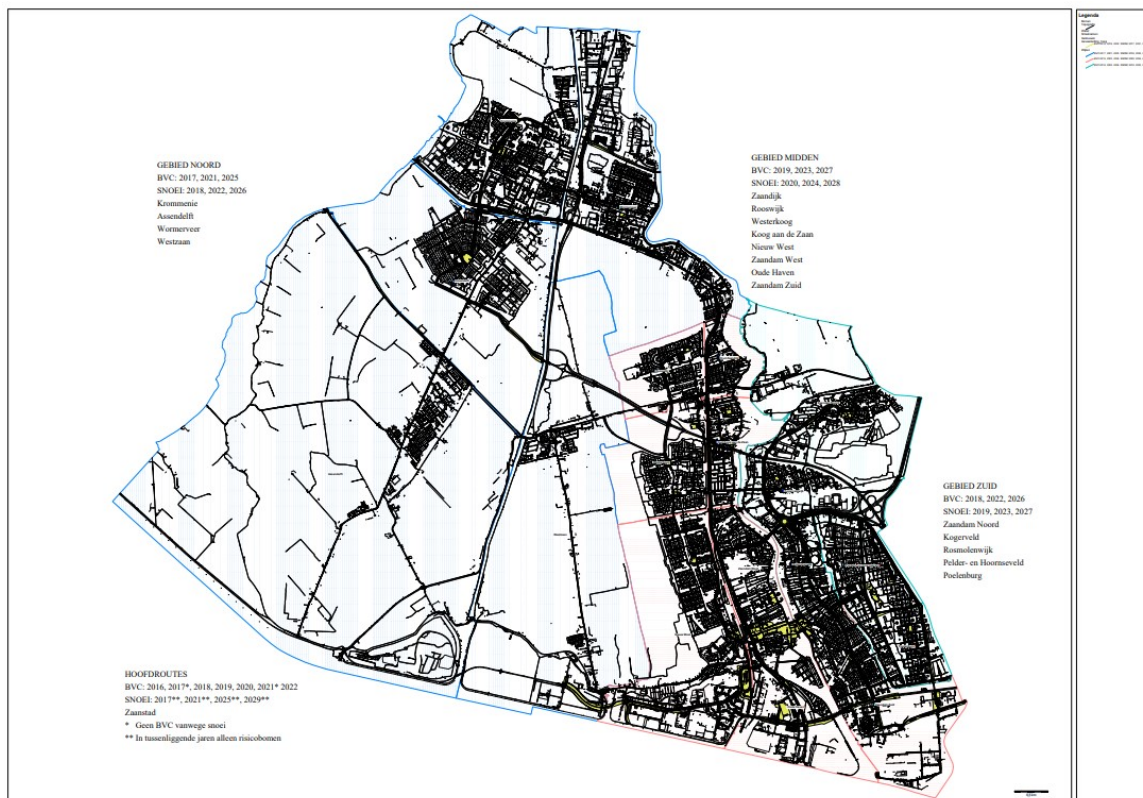 Legenda
GEBIED NOORD
BVC: 2017, 2021, 2025
SNOEI: 2018, 2022, 2026
Krommenie
Assendelft
Wormerveer
Westzaan
GEBIED MIDDEN
BVC: 2019, 2023, 2027
SNOEI: 2020, 2024, 2028
Zaandijk
Rooswijk
Westerkoog
Koog aan de Zaan
Nieuw West
Zaandam West
Oude Haven
Zaandam Zuid
GEBIED ZUID
BVC: 2018, 2022, 2026
SNOEI: 2019, 2023, 2027
Zaandam Noord
Kogerveld
Rosmolenwijk
Pelder- en Hoornseveld
Poelenburg
HOOFDROUTES
BVC: 2016, 2017*, 2018, 2019, 2020, 2021* 2022
SNOEI: 2017**, 2021**, 2025**, 2029**
Zaanstad
* Geen BVC vanwege snoei
** In tussenliggende jaren alleen risicobomen